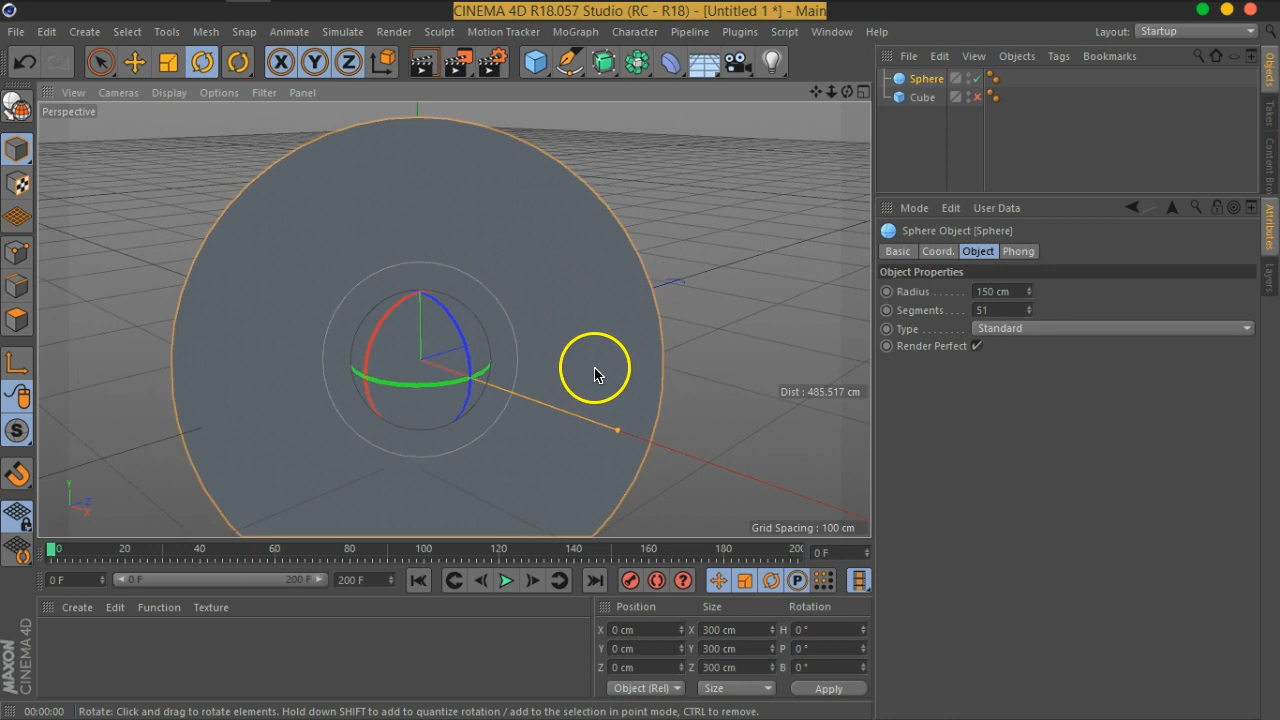 CINEMA 4D R18.057 Studio (RC - R18) - [Untitled 1 *] - Main
File Edit Create Select Tools Mesh Snap Animate Simulate Render Sculpt Motion Tracker MoGraph Character Pipeline Plugins Script Window Help Layout: Startup
X Y Z
File Edit View Objects Tags Bookmarks
Sphere
Cube
Objects
Takes
Content Bro
Attributes
Layers
View Cameras Display Options Filter Panel
Perspective
Dist : 485.517 cm
Y
Z
X
Grid Spacing : 100 cm
Mode Edit User Data
Sphere Object [Sphere]
Basic Coord. Object Phong
Object Properties
Radius . . . . . . 150 cm
Segments . . . . 51
Type . . . . . . . Standard
Render Perfect
S
0 20 40 60 80 100 120 140 160 180 200
0 F
0 F 0 F 200 F 200 F
P
Create Edit Function Texture
Position Size Rotation
X 0 cm X 300 cm H 0 °
Y 0 cm Y 300 cm P 0 °
Z 0 cm Z 300 cm B 0 °
Object (Rel) Size Apply
MAXON
CINEMA 4D
00:00:00 Rotate: Click and drag to rotate elements. Hold down SHIFT to add to quantize rotation / add to the selection in point mode, CTRL to remove.